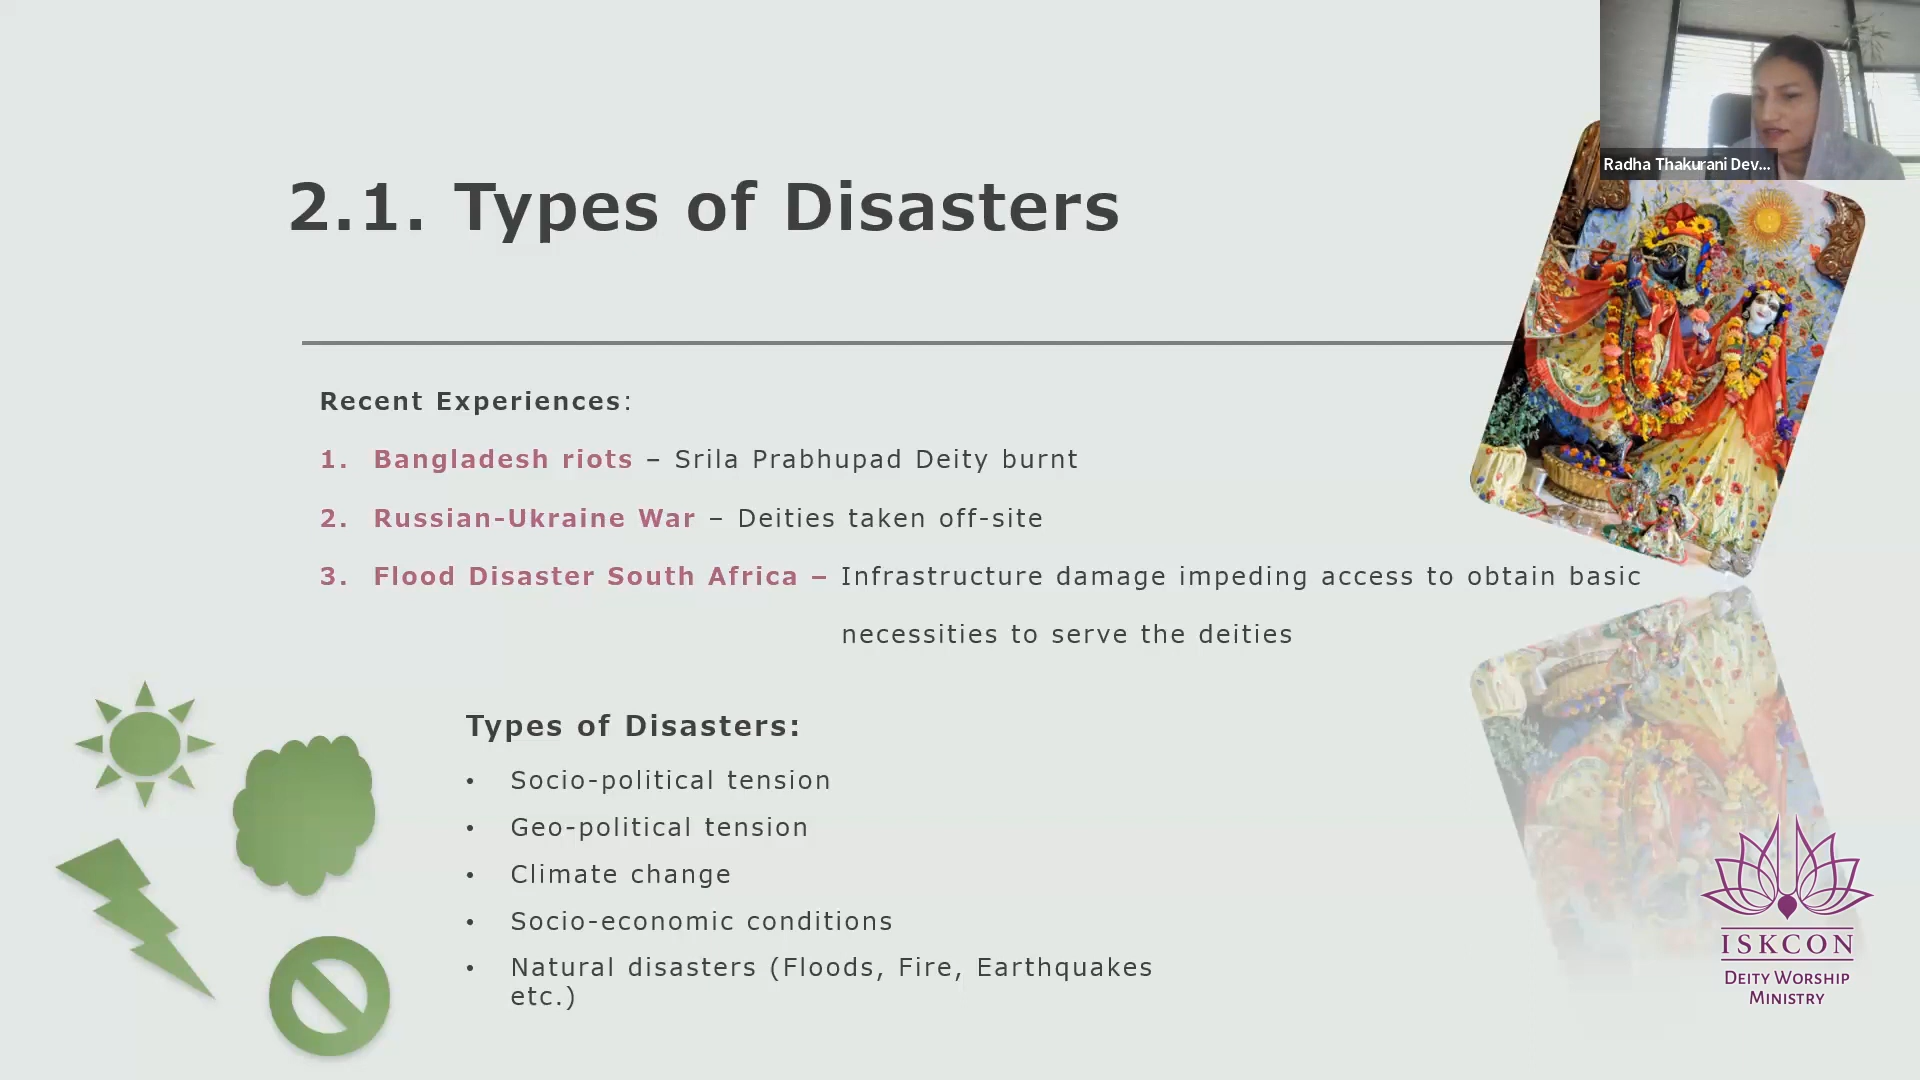 Radha Thakurani Dev...
2.1. Types of Disasters
Recent Experiences:
1. Bangladesh riots – Srila Prabhupad Deity burnt
2. Russian-Ukraine War – Deities taken off-site
3. Flood Disaster South Africa – Infrastructure damage impeding access to obtain basic
necessities to serve the deities
Types of Disasters:
• Socio-political tension
• Geo-political tension
• Climate change
• Socio-economic conditions
• Natural disasters (Floods, Fire, Earthquakes
etc.)
ISKCON
DEITY WORSHIP
MINISTRY